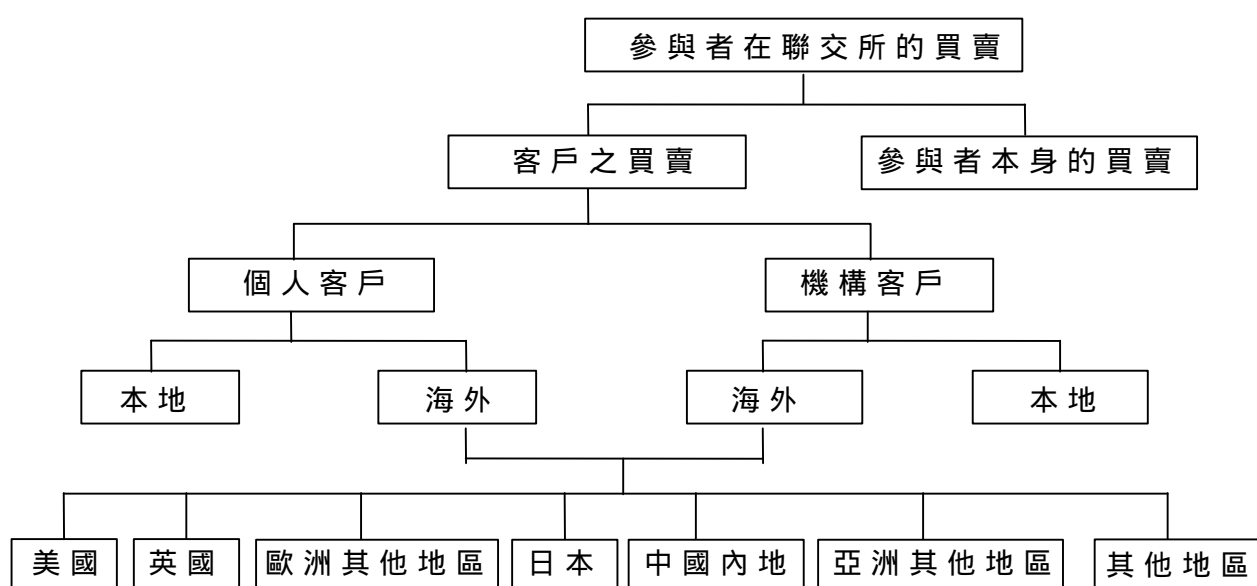 參與者在聯交所的買賣
客戶之買賣
參與者本身的買賣
個人客戶
機構客戶
本地
海外
海外
本地
美國
英國
歐洲其他地區
日本
中國內地
亞洲其他地區
其他地區